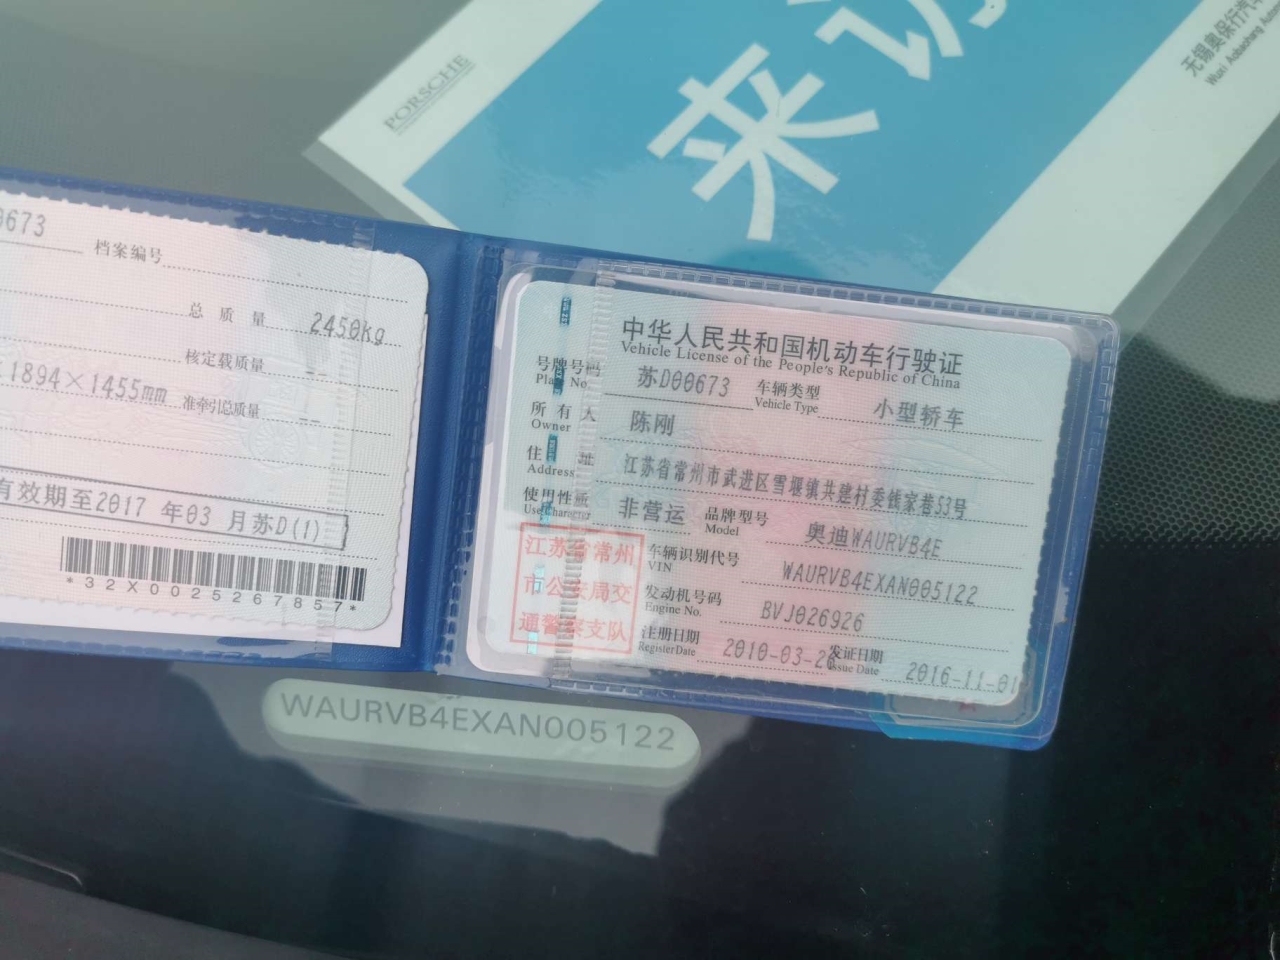 PORSCHE
来访
无锡奥保行汽
Wuxi Aobaohang Autom
0673
档案编号
总质量 2450kg
核定载质量 --
1894×1455mm 准牵引总质量 --
有效期至2017 年03 月苏D(1)
*32X0025267857*
中华人民共和国机动车行驶证
Vehicle License of the People's Republic of China
号牌号码 苏D00673 车辆类型 小型轿车
Plate No. Vehicle Type
所有人 陈刚
Owner
住址 江苏省常州市武进区雪堰镇共建村委钱家巷53号
Address
使用性质 非营运 品牌型号 奥迪WAURVB4E
Use Character Model
江苏省常州
市公安局交
通警察支队
车辆识别代号 WAURVB4EXAN005122
VIN
发动机号码 BVJ026926
Engine No.
注册日期 2010-03-26 发证日期 2016-11-01
Register Date Issue Date
WAURVB4EXAN005122